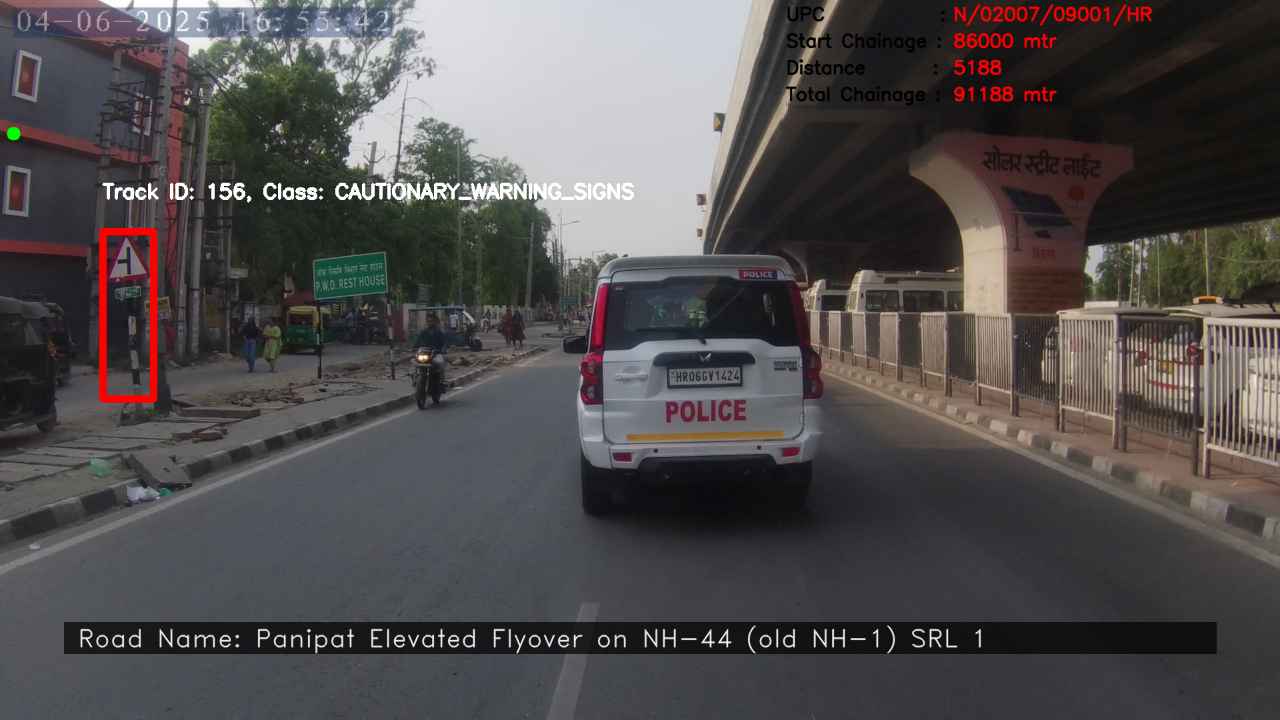 04-06-2025 16:55:42
UPC : N/02007/09001/HR
Start Chainage : 86000 mtr
Distance : 5188
Total Chainage : 91188 mtr
सोलर स्ट्रीट लाईट
Track ID: 156, Class: CAUTIONARY_WARNING_SIGNS
P.W.D. REST HOUSE
POLICE
HR06GV1424
POLICE
Road Name: Panipat Elevated Flyover on NH-44 (old NH-1) SRL 1